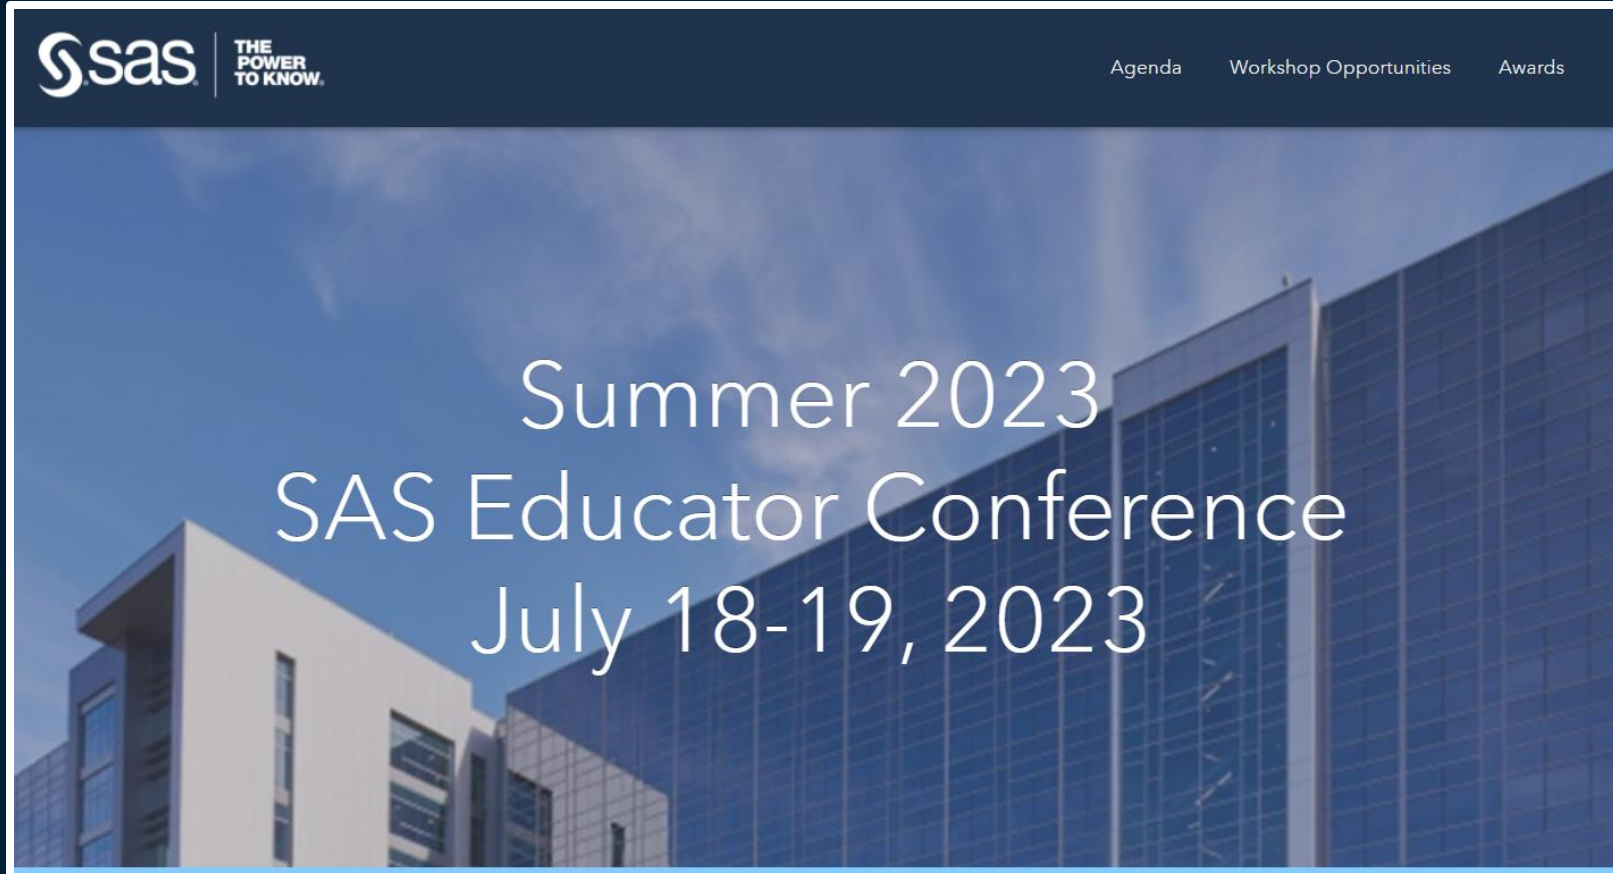 sas
THE
POWER
TO KNOW®
Agenda Workshop Opportunities Awards
Summer 2023
SAS Educator Conference
July 18-19, 2023